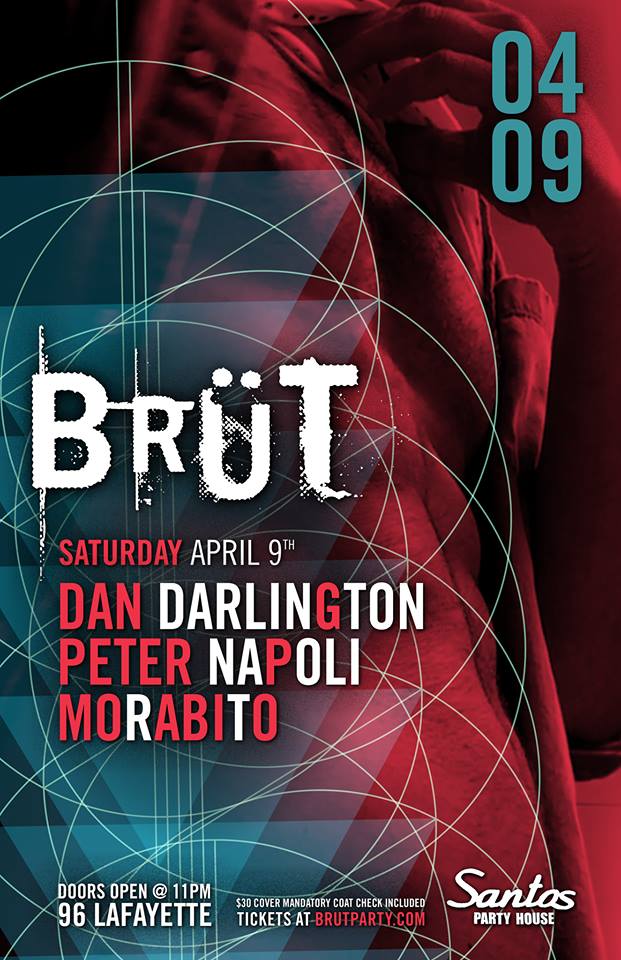 04
09
BRÜT
SATURDAY APRIL 9TH
DAN DARLINGTON
PETER NAPOLI
MORABITO
DOORS OPEN @ 11PM
96 LAFAYETTE
$30 COVER MANDATORY COAT CHECK INCLUDED
TICKETS AT BRUTPARTY.COM
Santos
PARTY HOUSE